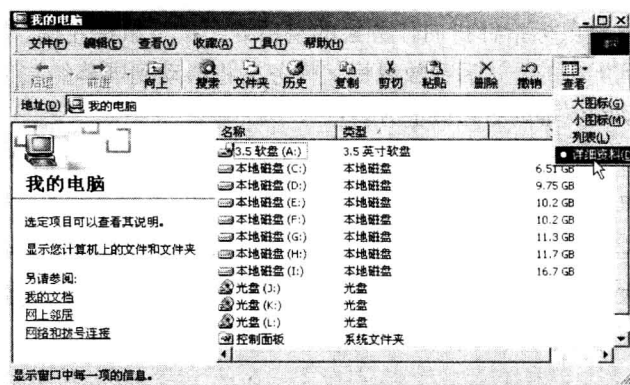 我的电脑
文件(F) 编辑(E) 查看(V) 收藏(A) 工具(T) 帮助(H)
后退 前进 向上 搜索 文件夹 历史 复制 剪切 粘贴 删除 撤销 查看
地址(D) 我的电脑
大图标(G)
小图标(M)
列表(L)
详细资料(D
名称 类型
3.5 软盘 (A:) 3.5 英寸软盘
本地磁盘 (C:) 本地磁盘 6.51 GB
本地磁盘 (D:) 本地磁盘 9.75 GB
本地磁盘 (E:) 本地磁盘 10.2 GB
本地磁盘 (F:) 本地磁盘 10.2 GB
本地磁盘 (G:) 本地磁盘 11.3 GB
本地磁盘 (H:) 本地磁盘 11.7 GB
本地磁盘 (I:) 本地磁盘 16.7 GB
光盘 (J:) 光盘
光盘 (K:) 光盘
光盘 (L:) 光盘
控制面板 系统文件夹
我的电脑
选定项目可以查看其说明。
显示您计算机上的文件和文件夹
另请参阅:
我的文档
网上邻居
网络和拨号连接
显示窗口中每一项的信息。